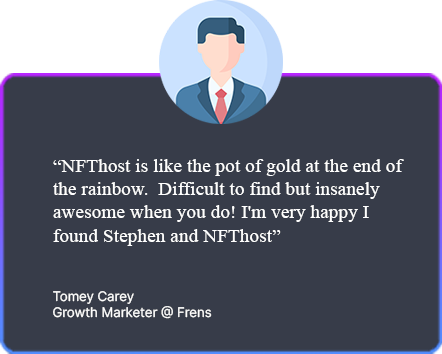 “NFThost is like the pot of gold at the end of
the rainbow.  Difficult to find but insanely
awesome when you do! I'm very happy I
found Stephen and NFThost”
Tomey Carey
Growth Marketer @ Frens